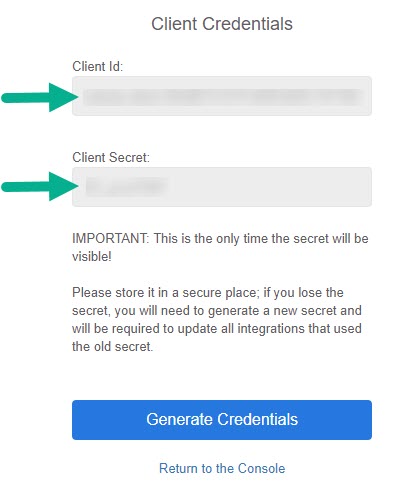 Client Credentials
Client Id:
Client Secret:
IMPORTANT: This is the only time the secret will be
visible!
Please store it in a secure place; if you lose the
secret, you will need to generate a new secret and
will be required to update all integrations that used
the old secret.
Generate Credentials
Return to the Console